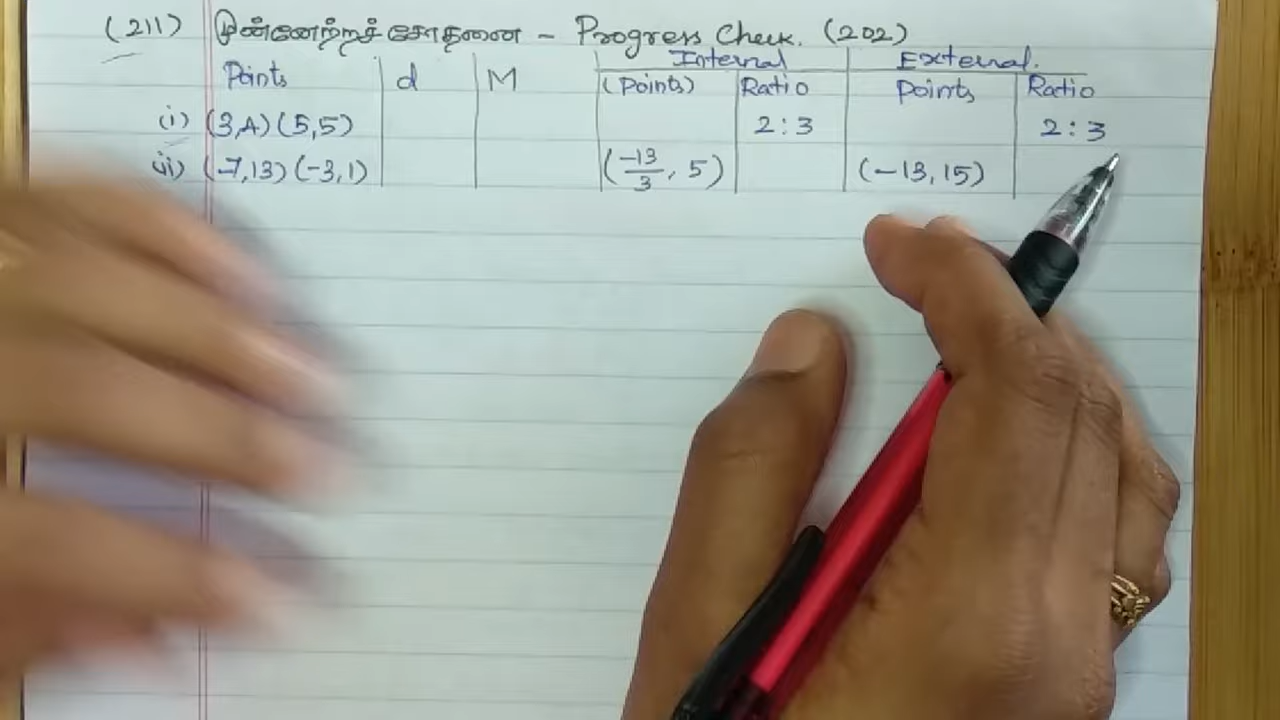 (211) முன்னேற்றச் சோதனை - Progress Check. (202)
Internal External.
Points d M (Points) Ratio Points Ratio
(i) (3,4) (5,5) 2:3 2:3
(ii) (-7,13) (-3,1) (-13/3, 5) (-13,15)